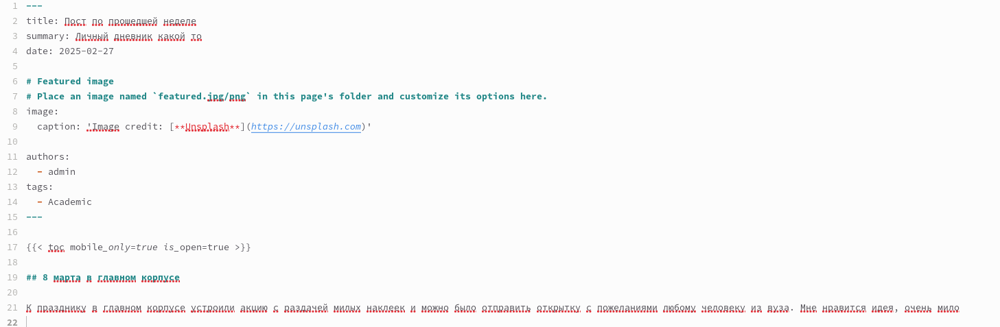 1 ---
2 title: Пост по прошедшей неделе
3 summary: Личный дневник какой то
4 date: 2025-02-27
5
6 # Featured image
7 # Place an image named `featured.jpg/png` in this page's folder and customize its options here.
8 image:
9   caption: 'Image credit: [**Unsplash**](https://unsplash.com)'
10
11 authors:
12   - admin
13 tags:
14   - Academic
15 ---
16
17 {{< toc mobile_only=true is_open=true >}}
18
19 ## 8 марта в главном корпусе
20
21 К празднику в главном корпусе устроили акцию с раздачей милых наклеек и можно было отправить открытку с пожеланиями любому человеку из вуза. Мне нравится идея, очень мило
22